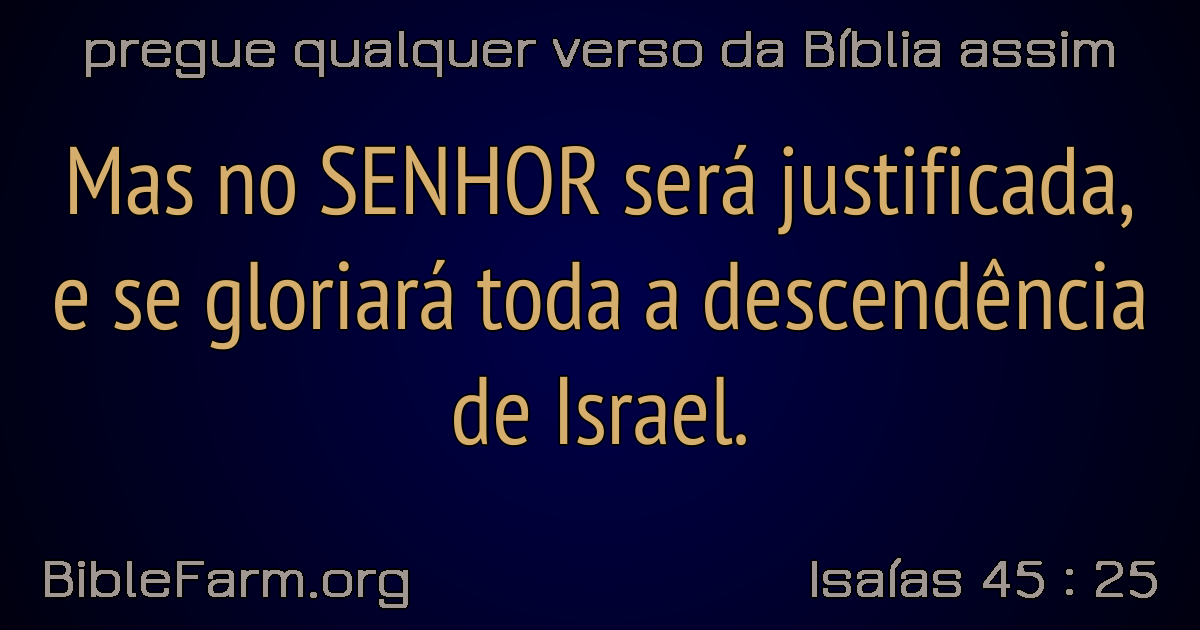 pregue qualquer verso da Bíblia assim
Mas no SENHOR será justificada,
e se gloriará toda a descendência
de Israel.
BibleFarm.org
Isaías 45 : 25